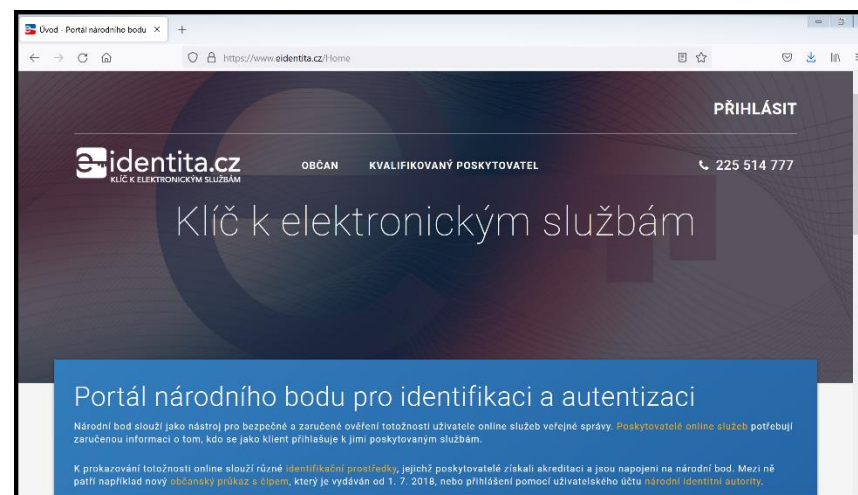 Úvod - Portál národního bodu
https://www.eidentita.cz/Home
PŘIHLÁSIT
e-identita.cz
KLÍČ K ELEKTRONICKÝM SLUŽBÁM
OBČAN KVALIFIKOVANÝ POSKYTOVATEL
225 514 777
Klíč k elektronickým službám
Portál národního bodu pro identifikaci a autentizaci
Národní bod slouží jako nástroj pro bezpečné a zaručené ověření totožnosti uživatele online služeb veřejné správy. Poskytovatelé online služeb potřebují
zaručenou informaci o tom, kdo se jako klient přihlašuje k jimi poskytovaným službám.
K prokazování totožnosti online slouží různé identifikační prostředky, jejichž poskytovatelé získali akreditaci a jsou napojeni na národní bod. Mezi ně
patří například nový občanský průkaz s čipem, který je vydáván od 1. 7. 2018, nebo přihlášení pomocí uživatelského účtu národní identitní autority.